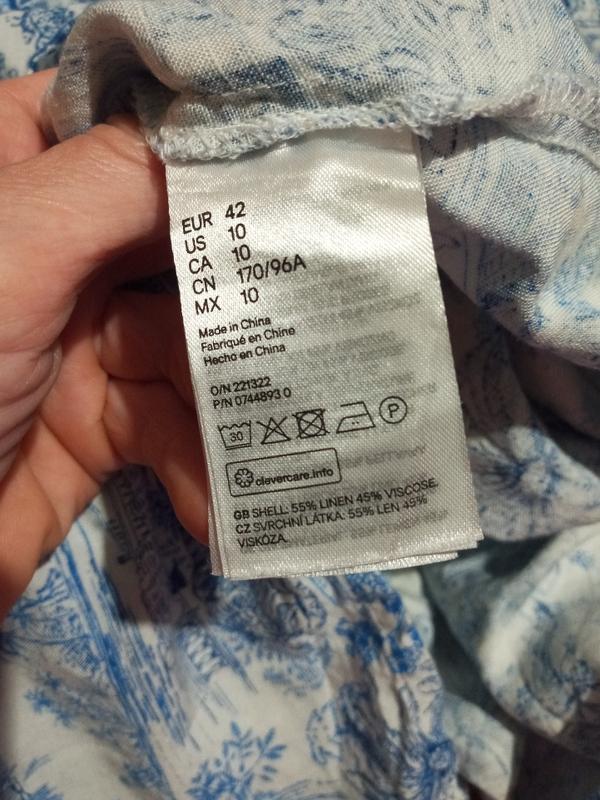 EUR 42
US 10
CA 10
CN 170/96A
MX 10
Made in China
Fabriqué en Chine
Hecho en China
O/N 221322
P/N 0744893 0
30
P
clevercare.info
GB SHELL: 55% LINEN 45% VISCOSE.
CZ SVRCHNÍ LÁTKA: 55% LEN 45%
VISKÓZA.